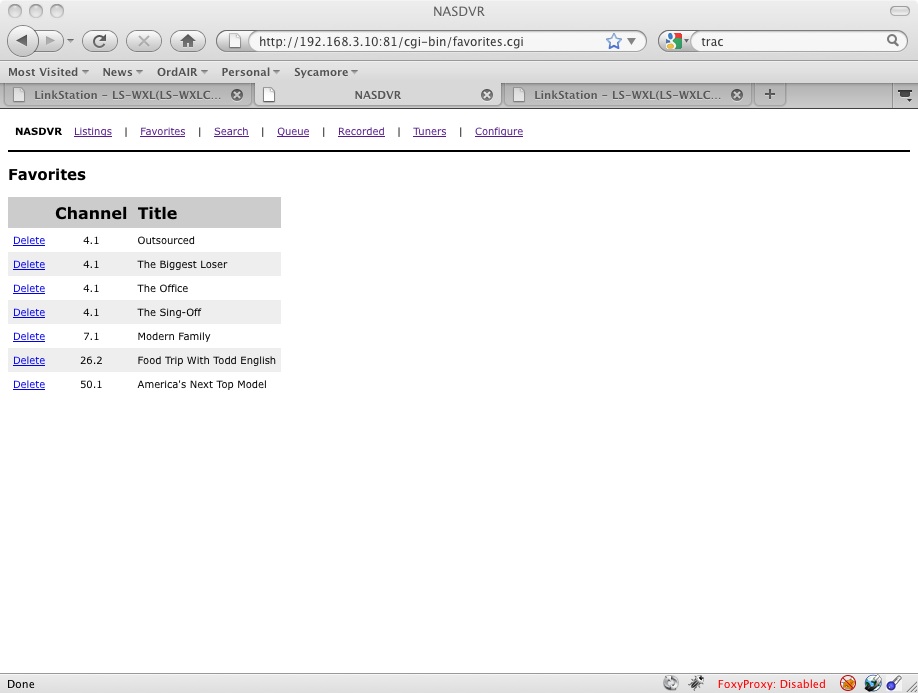 NASDVR
http://192.168.3.10:81/cgi-bin/favorites.cgi trac
Most Visited News OrdAIR Personal Sycamore
LinkStation - LS-WXL(LS-WXLC... NASDVR LinkStation - LS-WXL(LS-WXLC... +
NASDVR Listings | Favorites | Search | Queue | Recorded | Tuners | Configure
Favorites
Channel Title
Delete 4.1 Outsourced
Delete 4.1 The Biggest Loser
Delete 4.1 The Office
Delete 4.1 The Sing-Off
Delete 7.1 Modern Family
Delete 26.2 Food Trip With Todd English
Delete 50.1 America's Next Top Model
Done FoxyProxy: Disabled